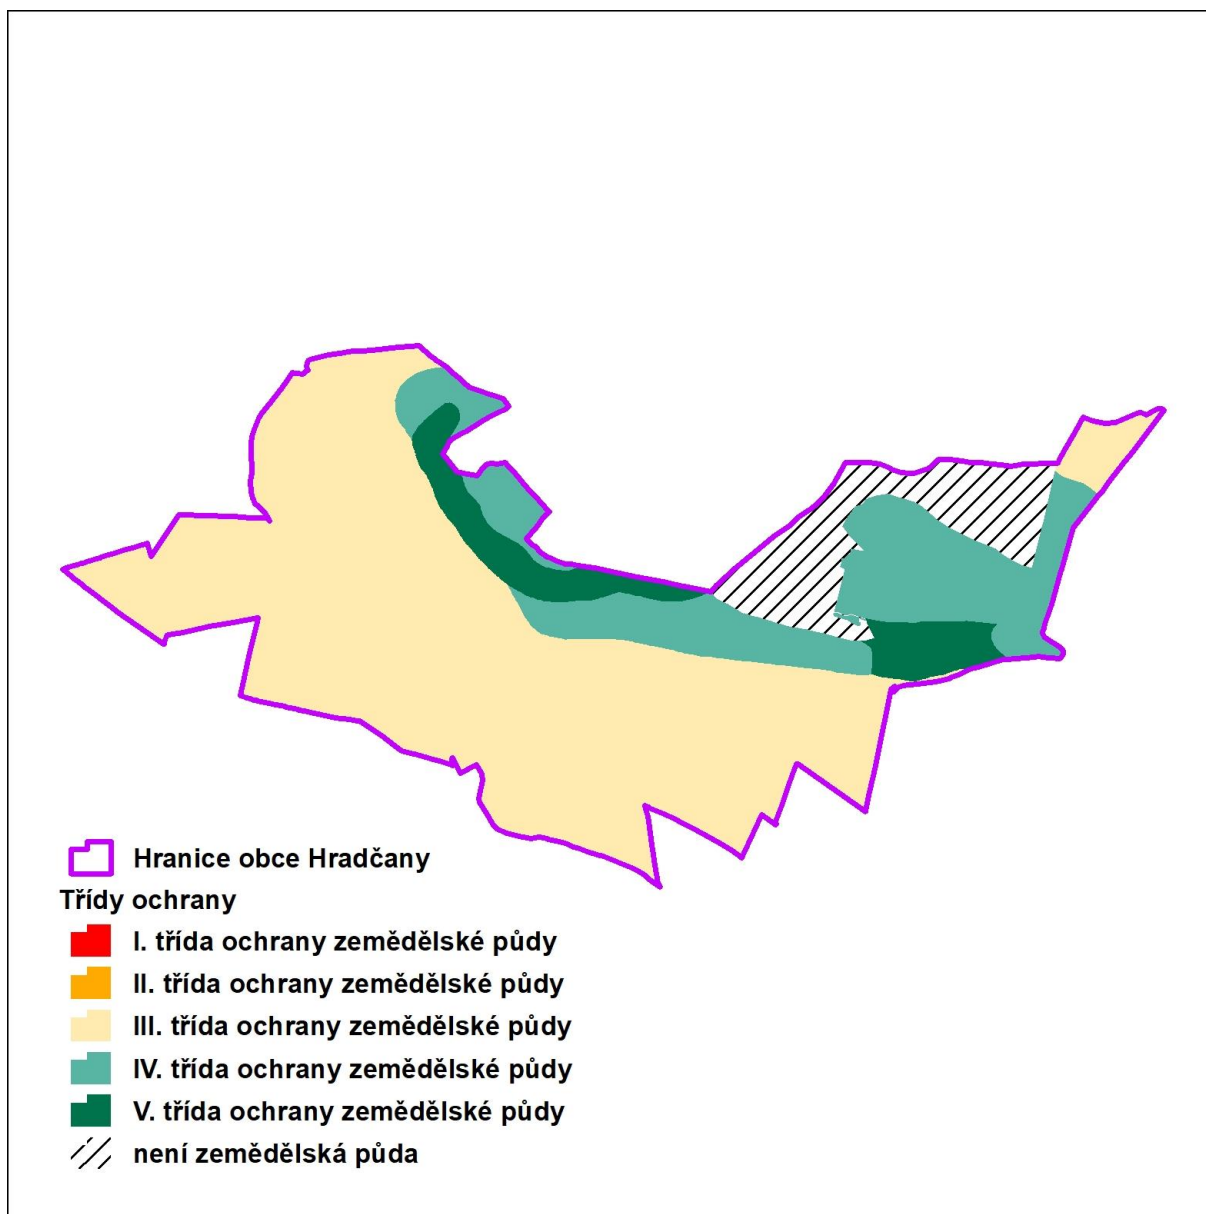 Hranice obce Hradčany
Třídy ochrany
I. třída ochrany zemědělské půdy
II. třída ochrany zemědělské půdy
III. třída ochrany zemědělské půdy
IV. třída ochrany zemědělské půdy
V. třída ochrany zemědělské půdy
není zemědělská půda